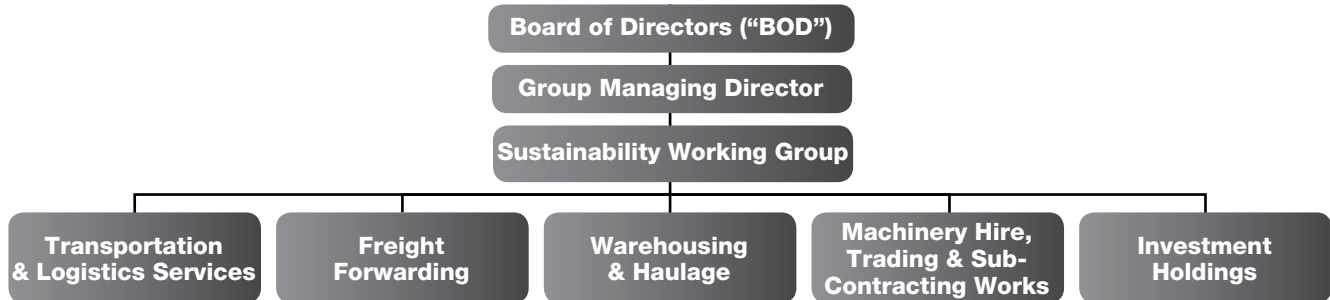 Board of Directors (“BOD”)
Group Managing Director
Sustainability Working Group
Transportation
& Logistics Services
Freight
Forwarding
Warehousing
& Haulage
Machinery Hire,
Trading & Sub-
Contracting Works
Investment
Holdings